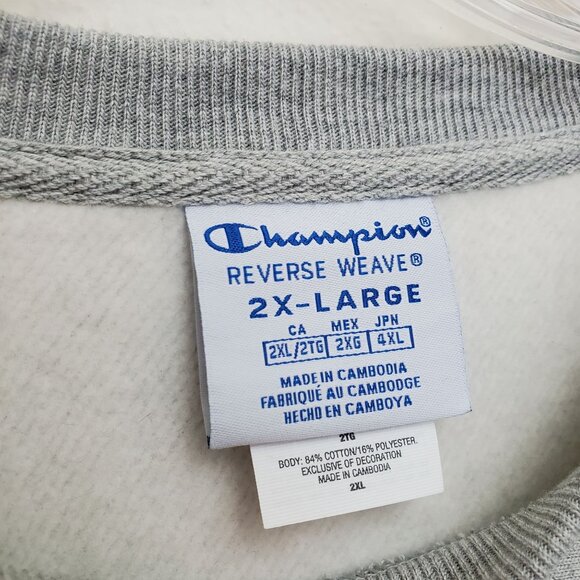 Champion®
REVERSE WEAVE®
2X-LARGE
CA MEX JPN
2XL/2TG 2XG 4XL
MADE IN CAMBODIA
FABRIQUÉ AU CAMBODGE
HECHO EN CAMBOYA
2TG
BODY: 84% COTTON/16% POLYESTER.
EXCLUSIVE OF DECORATION
MADE IN CAMBODIA
2XL